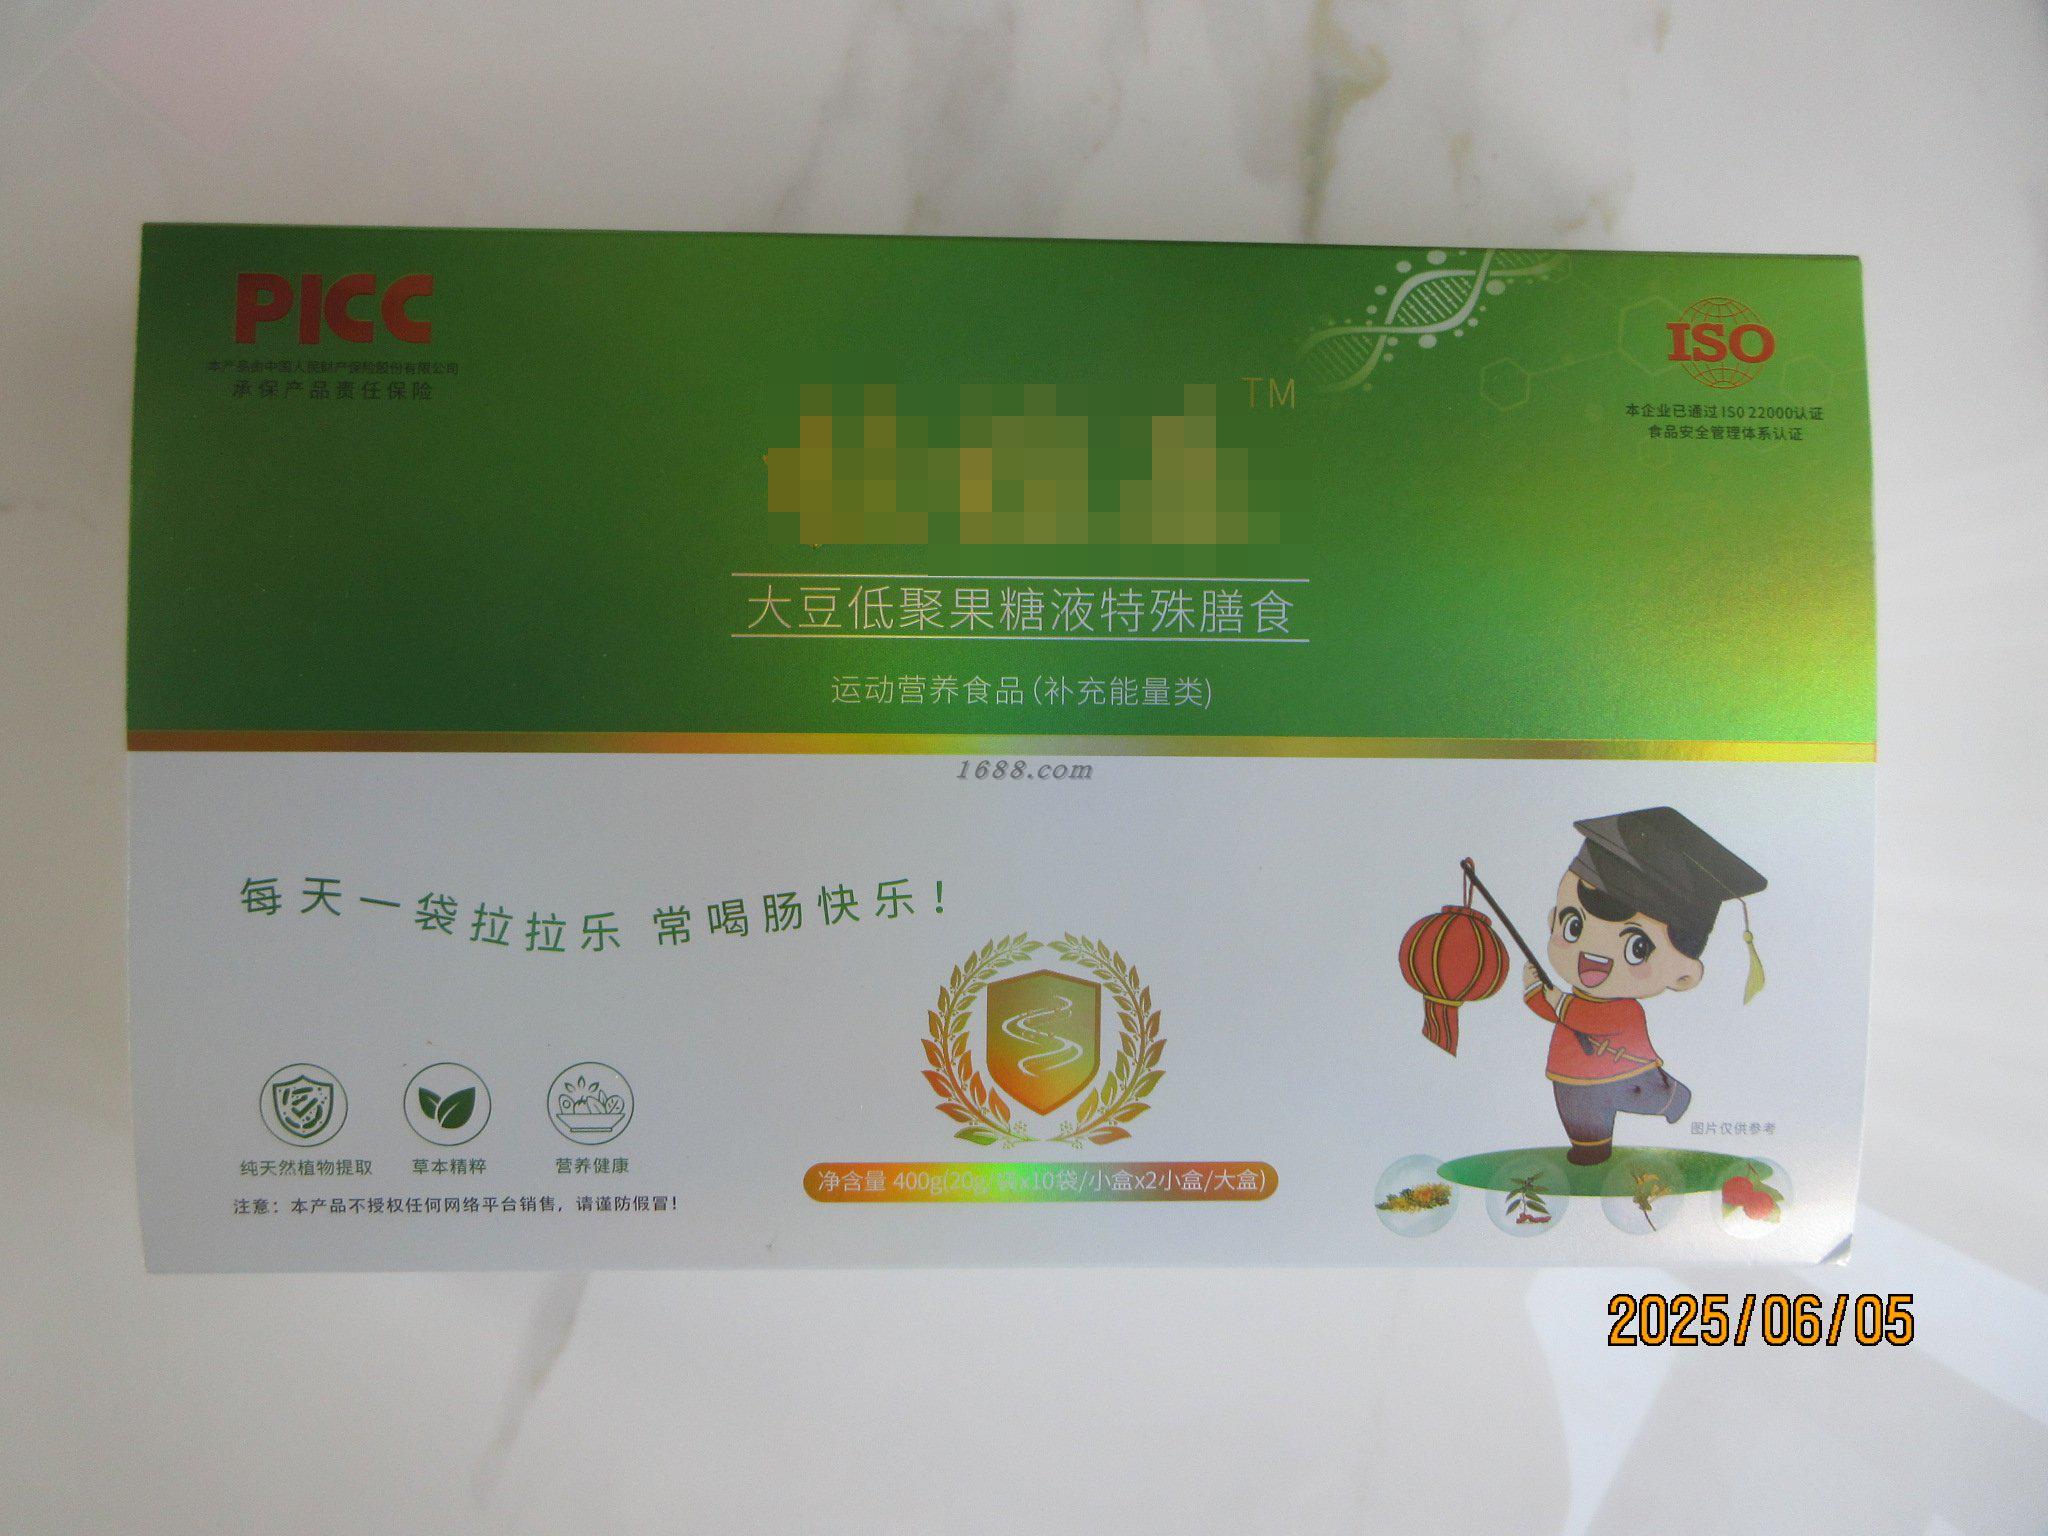 PICC
本产品由中国人民财产保险股份有限公司
承保产品责任保险
ISO
本企业已通过ISO 22000认证
食品安全管理体系认证
TM
大豆低聚果糖液特殊膳食
运动营养食品(补充能量类)
1688.com
每天一袋拉拉乐 常喝肠快乐!
纯天然植物提取
草本精粹
营养健康
注意：本产品不授权任何网络平台销售，请谨防假冒!
净含量 400g(20g/袋x10袋/小盒x2小盒/大盒)
图片仅供参考
2025/06/05